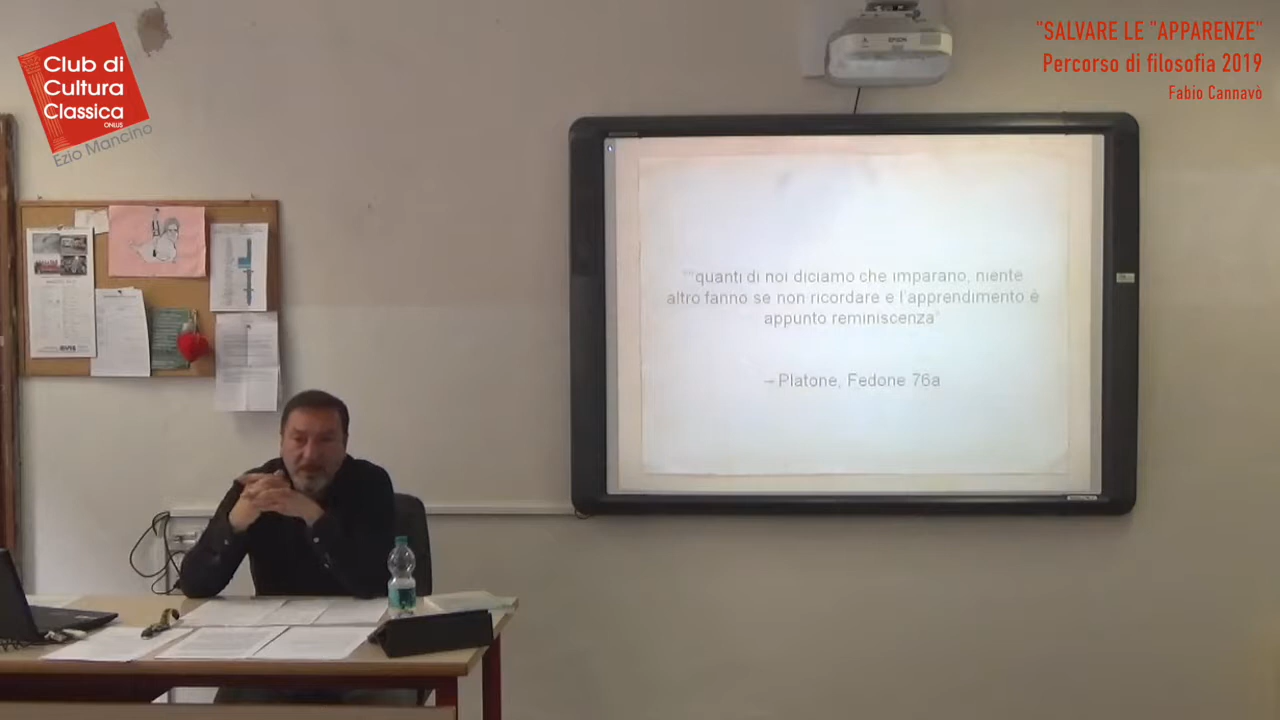 Club di
Cultura
Classica
ONLUS
Ezio Mancino
"SALVARE LE "APPARENZE"
Percorso di filosofia 2019
Fabio Cannavò
EPSON
"quanti di noi diciamo che imparano, niente
altro fanno se non ricordare e l'apprendimento è
appunto reminiscenza"
– Platone, Fedone 76a
AVIS